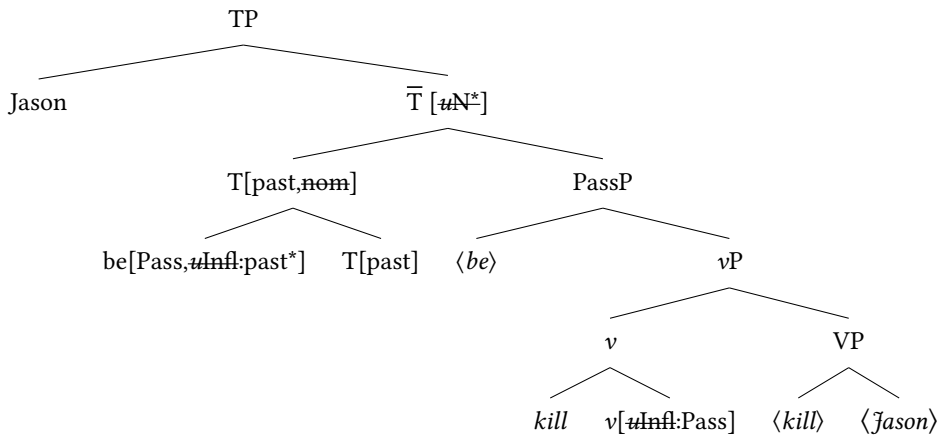 TP
Jason T̅ [uN*]
T[past,nom] PassP
be[Pass,uInfl:past*] T[past] ⟨be⟩ vP
v VP
kill v[uInfl:Pass] ⟨kill⟩ ⟨Jason⟩